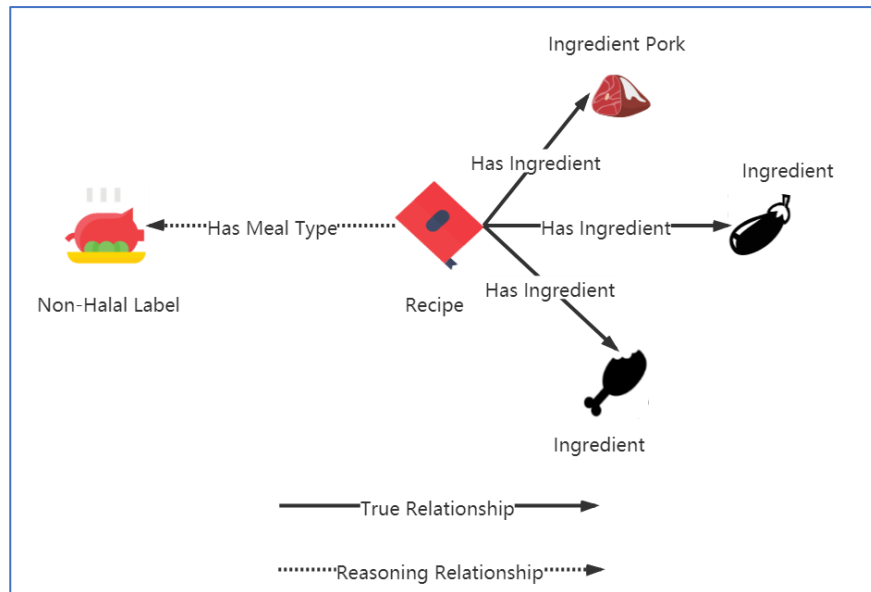 Ingredient Pork
Has Ingredient
Ingredient
Has Meal Type
Has Ingredient
Has Ingredient
Non-Halal Label
Recipe
Ingredient
True Relationship
Reasoning Relationship